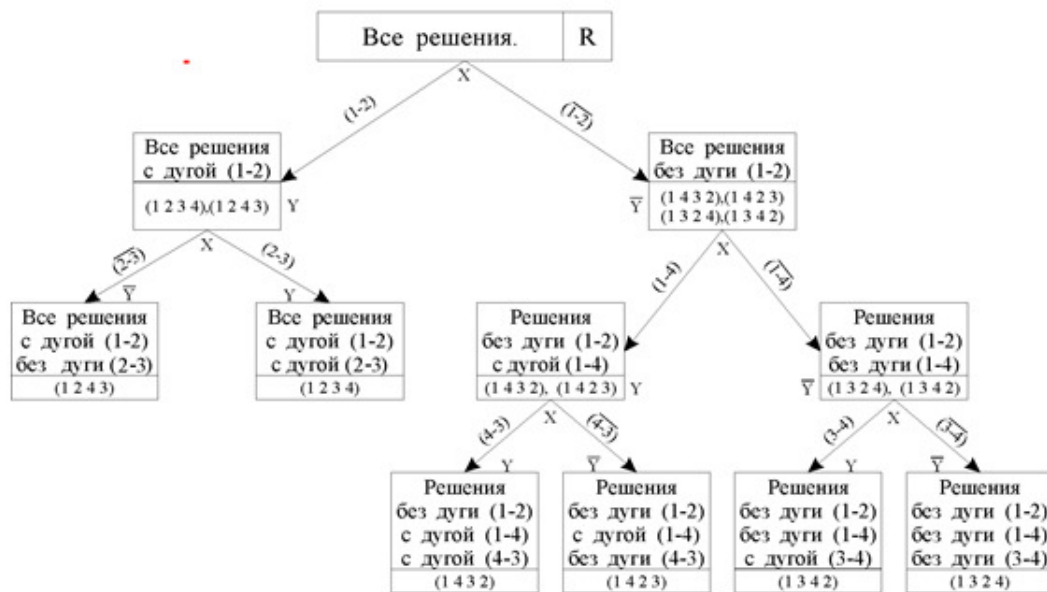 Все решения. R
X
(1-2)
(1-2)
Все решения
с дугой (1-2)
(1 2 3 4),(1 2 4 3)
Y
Все решения
без дуги (1-2)
(1 4 3 2),(1 4 2 3)
(1 3 2 4),(1 3 4 2)
Y
X
(2-3)
(2-3)
Y
Y
X
(1-4)
(1-4)
Все решения
с дугой (1-2)
без дуги (2-3)
(1 2 4 3)
Все решения
с дугой (1-2)
с дугой (2-3)
(1 2 3 4)
Решения
без дуги (1-2)
с дугой (1-4)
(1 4 3 2), (1 4 2 3)
Y
Решения
без дуги (1-2)
без дуги (1-4)
(1 3 2 4), (1 3 4 2)
Y
X
(4-3)
(4-3)
Y
Y
X
(3-4)
(3-4)
Y
Y
Решения
без дуги (1-2)
с дугой (1-4)
с дугой (4-3)
(1 4 3 2)
Решения
без дуги (1-2)
с дугой (1-4)
без дуги (4-3)
(1 4 2 3)
Решения
без дуги (1-2)
без дуги (1-4)
с дугой (3-4)
(1 3 4 2)
Решения
без дуги (1-2)
без дуги (1-4)
без дуги (3-4)
(1 3 2 4)